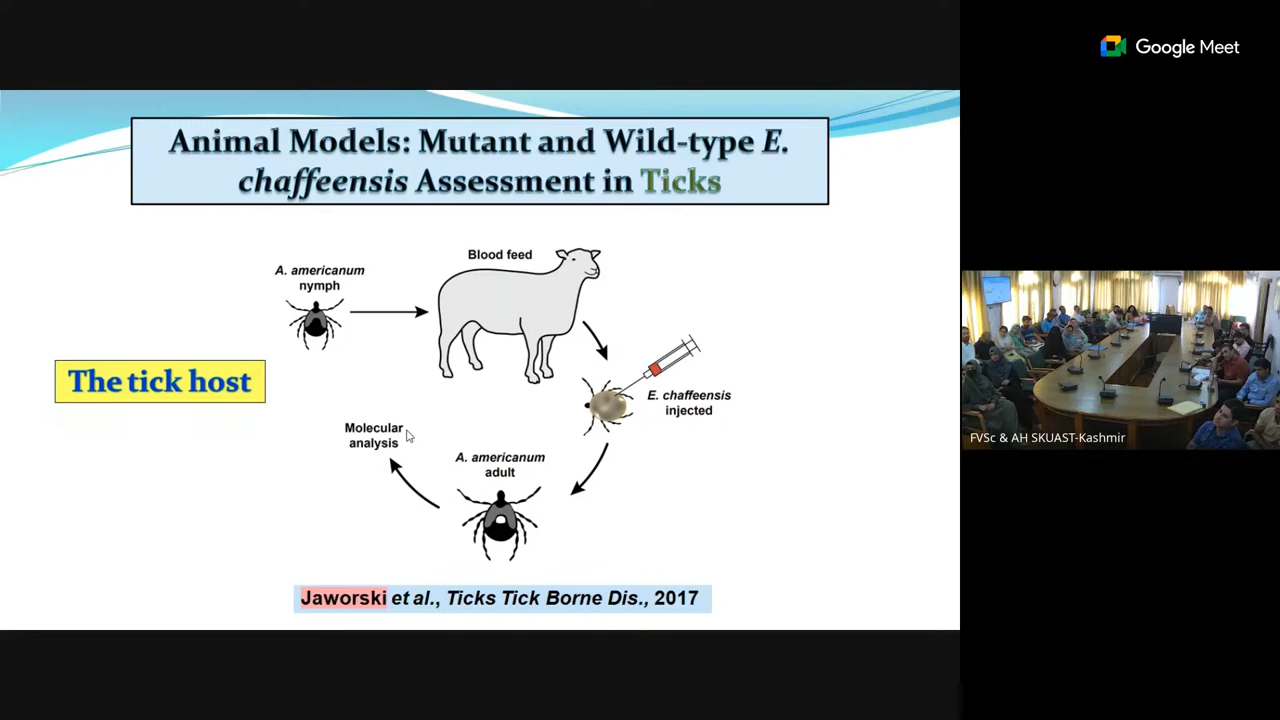 Google Meet
Animal Models: Mutant and Wild-type E.
chaffeensis Assessment in Ticks
Blood feed
A. americanum
nymph
The tick host
E. chaffeensis
injected
Molecular
analysis
A. americanum
adult
Jaworski et al., Ticks Tick Borne Dis., 2017
FVSc & AH SKUAST-Kashmir